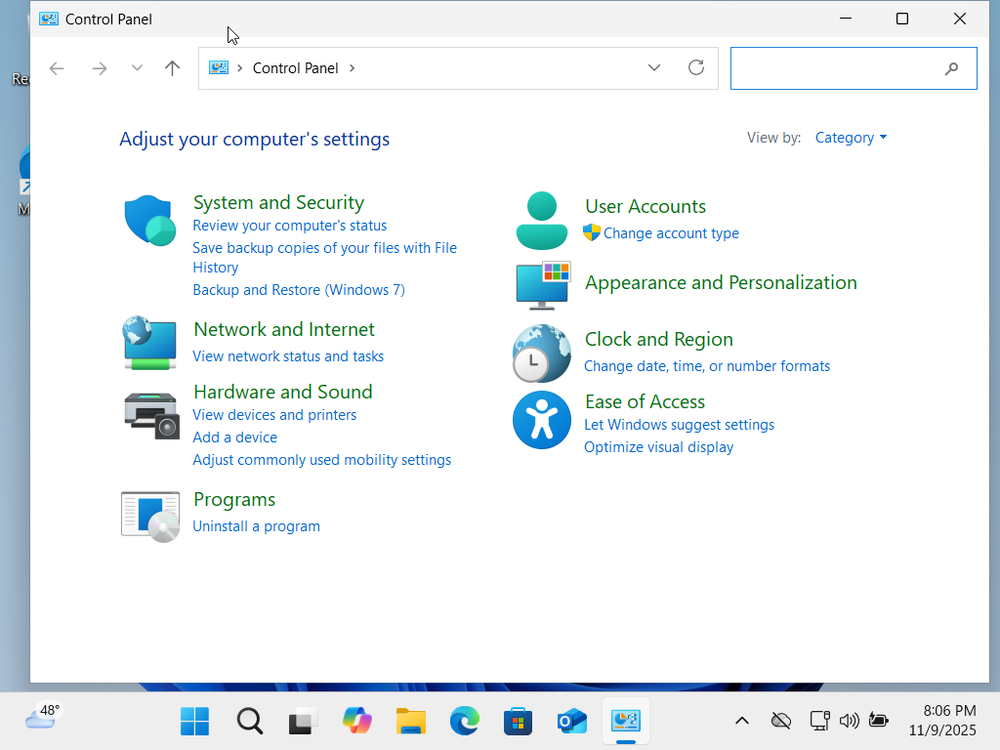 Control Panel
Control Panel
Adjust your computer's settings
View by: Category
System and Security
Review your computer's status
Save backup copies of your files with File
History
Backup and Restore (Windows 7)
Network and Internet
View network status and tasks
Hardware and Sound
View devices and printers
Add a device
Adjust commonly used mobility settings
Programs
Uninstall a program
User Accounts
Change account type
Appearance and Personalization
Clock and Region
Change date, time, or number formats
Ease of Access
Let Windows suggest settings
Optimize visual display
48°
8:06 PM
11/9/2025